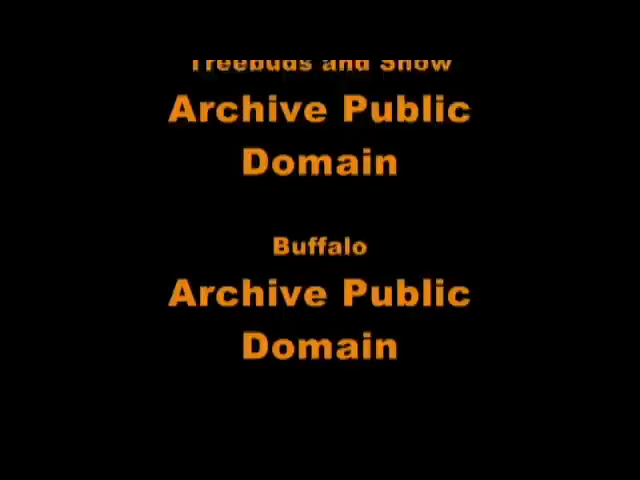 Treebuds and Snow
Archive Public
Domain
Buffalo
Archive Public
Domain